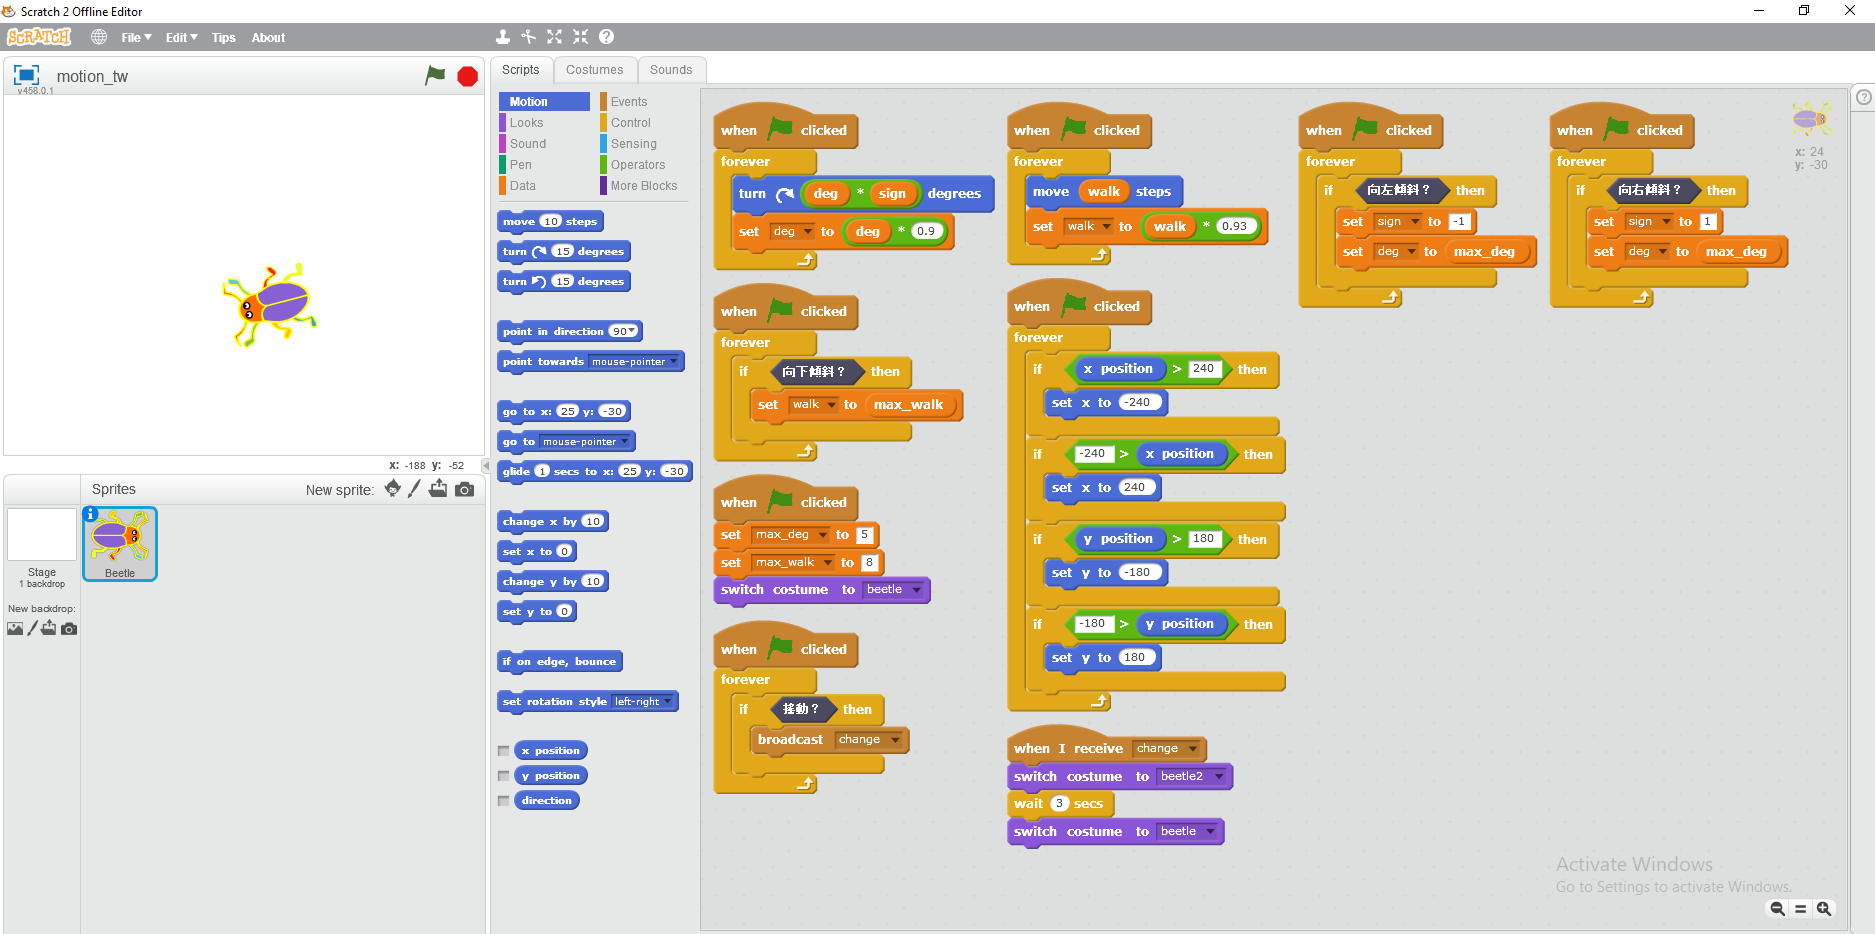 Scratch 2 Offline Editor
SCRATCH File Edit Tips About
motion_tw
v458.0.1
x: -188 y: -52
Sprites
New sprite:
Stage
1 backdrop
New backdrop:
Beetle
Scripts Costumes Sounds
Motion Events
Looks Control
Sound Sensing
Pen Operators
Data More Blocks
move 10 steps
turn 15 degrees
turn 15 degrees
point in direction 90
point towards mouse-pointer
go to x: 25 y: -30
go to mouse-pointer
glide 1 secs to x: 25 y: -30
change x by 10
set x to 0
change y by 10
set y to 0
if on edge, bounce
set rotation style left-right
x position
y position
direction
when clicked
forever
turn deg * sign degrees
set deg to deg * 0.9
when clicked
forever
if 向下傾斜? then
set walk to max_walk
when clicked
set max_deg to 5
set max_walk to 8
switch costume to beetle
when clicked
forever
if 搖動? then
broadcast change
when clicked
forever
move walk steps
set walk to walk * 0.93
when clicked
forever
if x position > 240 then
set x to -240
if -240 > x position then
set x to 240
if y position > 180 then
set y to -180
if -180 > y position then
set y to 180
when I receive change
switch costume to beetle2
wait 3 secs
switch costume to beetle
when clicked
forever
if 向左傾斜? then
set sign to -1
set deg to max_deg
when clicked
forever
if 向右傾斜? then
set sign to 1
set deg to max_deg
x: 24
y: -30
Activate Windows
Go to Settings to activate Windows.